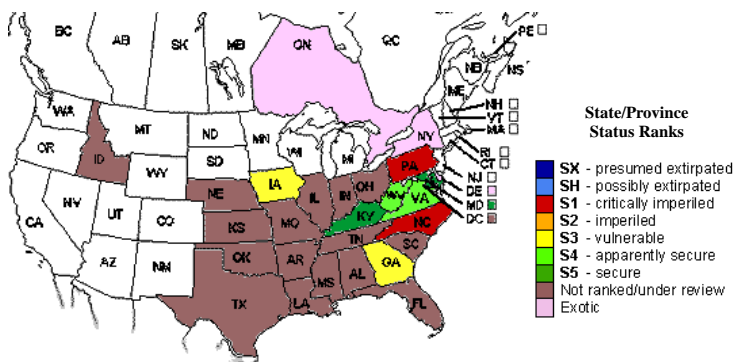 BC
AB
SK
MB
ON
QC
PE
NB
NS
ME
NH
VT
MA
RI
CT
NJ
DE
MD
DC
WA
MT
ND
MN
WI
MI
NY
OR
ID
SD
WY
IA
PA
NV
UT
CO
NE
IL
IN
OH
WV
VA
CA
KS
MO
KY
NC
AZ
NM
OK
AR
TN
SC
TX
LA
MS
AL
GA
FL
State/Province
Status Ranks
SX - presumed extirpated
SH - possibly extirpated
S1 - critically imperiled
S2 - imperiled
S3 - vulnerable
S4 - apparently secure
S5 - secure
Not ranked/under review
Exotic